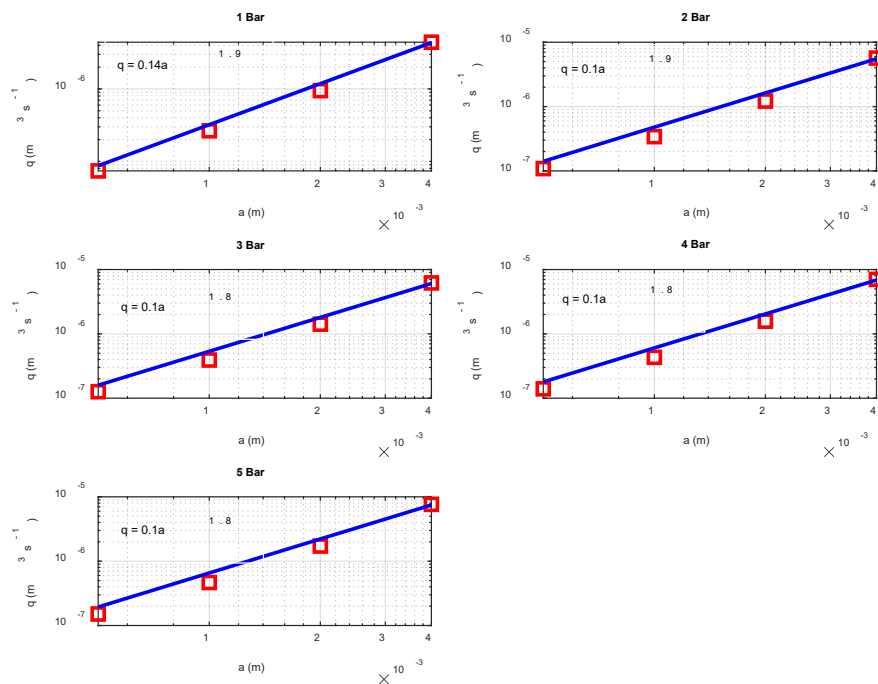 1 Bar
q = 0.14a 1.9
10 -6
q (m 3 s -1 )
1 2 3 4
a (m)
× 10 -3
2 Bar
10 -5
q = 0.1a 1.9
10 -6
q (m 3 s -1 )
10 -7
1 2 3 4
a (m)
× 10 -3
3 Bar
10 -5
q = 0.1a 1.8
10 -6
q (m 3 s -1 )
10 -7
1 2 3 4
a (m)
× 10 -3
4 Bar
10 -5
q = 0.1a 1.8
10 -6
q (m 3 s -1 )
10 -7
1 2 3 4
a (m)
× 10 -3
5 Bar
10 -5
q = 0.1a 1.8
10 -6
q (m 3 s -1 )
10 -7
1 2 3 4
a (m)
× 10 -3